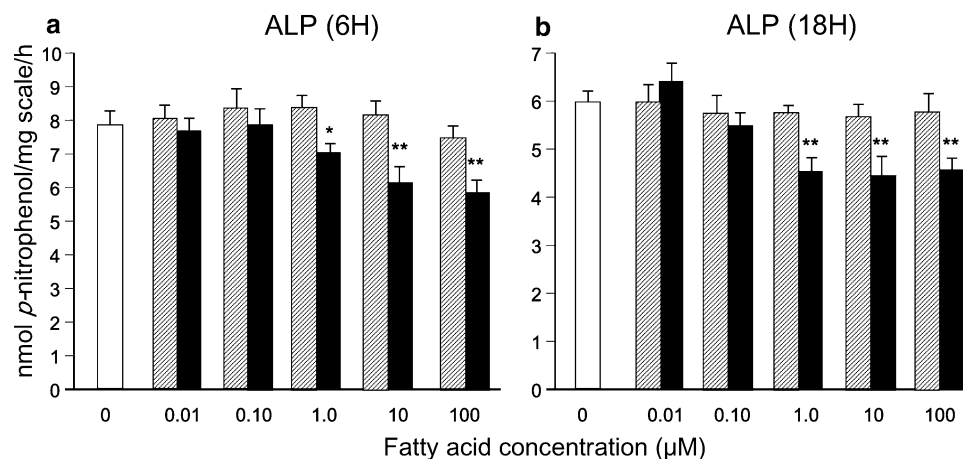 a
ALP (6H)
nmol p-nitrophenol/mg scale/h
10
9
8
7
6
5
4
3
2
1
0
*
**
**
0 0.01 0.10 1.0 10 100
b
ALP (18H)
7
6
5
4
3
2
1
0
** ** **
0 0.01 0.10 1.0 10 100
Fatty acid concentration (µM)